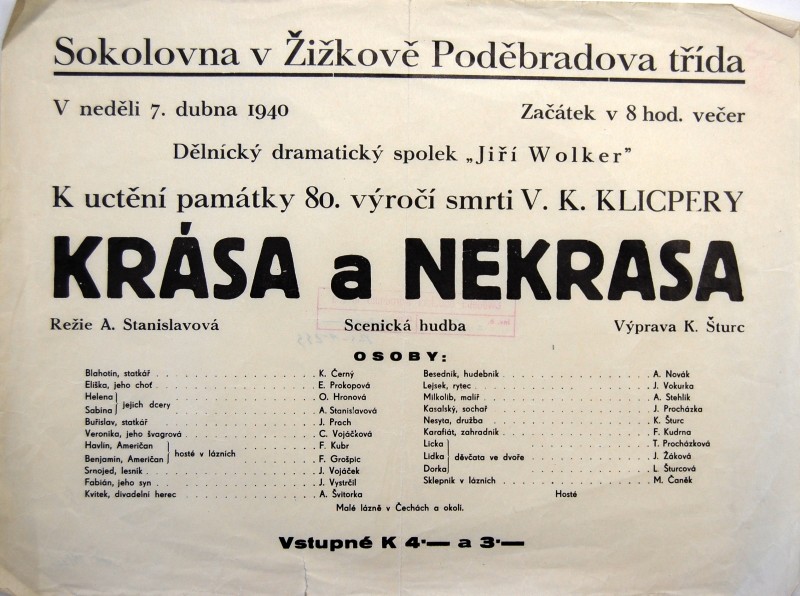 Sokolovna v Žižkově Poděbradova třída
V neděli 7. dubna 1940 Začátek v 8 hod. večer
Dělnický dramatický spolek „Jiří Wolker"
K uctění památky 80. výročí smrti V. K. KLICPERY
KRÁSA a NEKRASA
Režie A. Stanislavová Scenická hudba Výprava K. Šturc
OSOBY:
Blahotin, statkář . . . K. Černý
Eliška, jeho choť . . . E. Prokopová
Helena } jejich dcery . . . O. Hronová
Sabina } . . . A. Stanislavová
Buřislav, statkář . . . J. Prach
Veronika, jeho švagrová . . . C. Vojáčková
Havlin, Američan } hosté v lázních . . . F. Kubr
Benjamin, Američan } . . . F. Grošpic
Srnojed, lesník . . . J. Vojáček
Fabián, jeho syn . . . J. Vystrčil
Kvítek, divadelní herec . . . A. Švitorka
Besedník, hudebník . . . A. Novák
Lejsek, rytec . . . J. Vokurka
Milkolib, malíř . . . A. Stehlík
Kasalský, sochař . . . J. Procházka
Nesyta, družba . . . K. Šturc
Karafiát, zahradník . . . F. Kudrna
Licka } děvčata ve dvoře . . . T. Procházková
Lidka } . . . J. Žáková
Dorka } . . . L. Šturcová
Sklepník v lázních . . . M. Čaněk
Hosté
Malé lázně v Čechách a okolí.
Vstupné K 4·— a 3·—